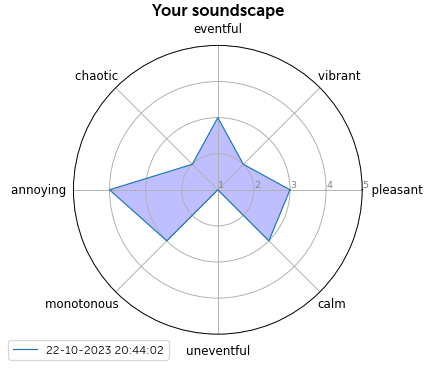 Your soundscape
eventful
chaotic
vibrant
annoying
1
2
3
4
5
pleasant
monotonous
calm
uneventful
22-10-2023 20:44:02